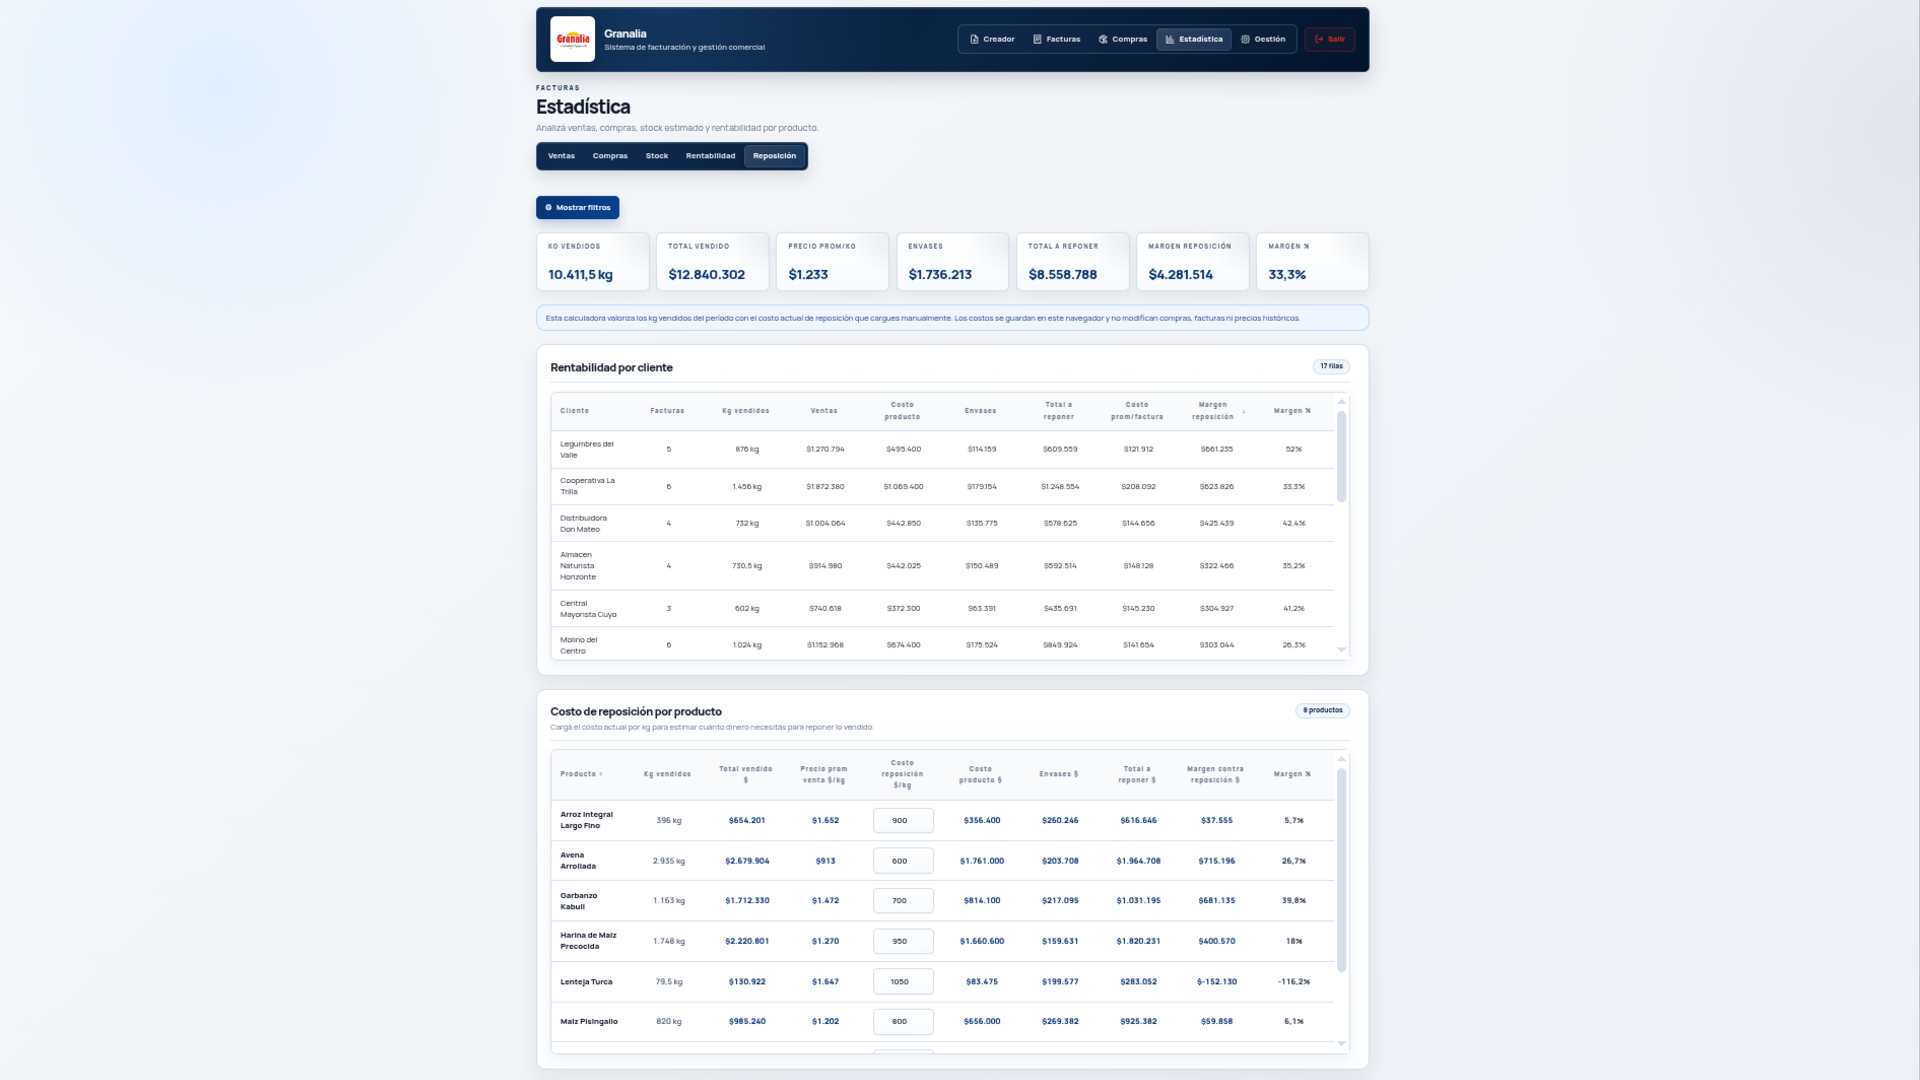 Granalia
Granalia
Sistema de facturación y gestión comercial
Creador
Facturas
Compras
Estadística
Gestión
Salir
FACTURAS
Estadística
Analizá ventas, compras, stock estimado y rentabilidad por producto.
Ventas
Compras
Stock
Rentabilidad
Reposición
Mostrar filtros
KG VENDIDOS
TOTAL VENDIDO
PRECIO PROM/KG
ENVASES
TOTAL A REPONER
MARGEN REPOSICIÓN
MARGEN %
10.411,5 kg
$12.840.302
$1.233
$1.736.213
$8.558.788
$4.281.514
33,3%
Esta calculadora valoriza los kg vendidos del período con el costo actual de reposición que cargues manualmente. Los costos se guardan en este navegador y no modifican compras, facturas ni precios históricos.
Rentabilidad por cliente
17 filas
Cliente Facturas Kg vendidos Ventas Costo producto Envases Total a reponer Costo prom/factura Margen reposición ↓ Margen %
Legumbres del Valle 5 876 kg $1.270.794 $495.400 $114.159 $609.559 $121.912 $661.235 52%
Cooperativa La Trilla 6 1.456 kg $1.872.380 $1.069.400 $179.154 $1.248.554 $208.092 $623.826 33,3%
Distribuidora Don Mateo 4 732 kg $1.004.064 $442.850 $135.775 $578.625 $144.656 $425.439 42,4%
Almacen Naturista Horizonte 4 730,5 kg $914.980 $442.025 $150.489 $592.514 $148.128 $322.466 35,2%
Central Mayorista Cuyo 3 602 kg $740.618 $372.300 $63.391 $435.691 $145.230 $304.927 41,2%
Molino del Centro 6 1.024 kg $1.152.968 $674.400 $175.524 $849.924 $141.654 $303.044 26,3%
Costo de reposición por producto
8 productos
Cargá el costo actual por kg para estimar cuánto dinero necesitás para reponer lo vendido.
Producto ↑ Kg vendidos Total vendido $ Precio prom venta $/kg Costo reposición $/kg Costo producto $ Envases $ Total a reponer $ Margen contra reposición $ Margen %
Arroz Integral Largo Fino 396 kg $654.201 $1.652 900 $356.400 $260.246 $616.646 $37.555 5,7%
Avena Arrollada 2.935 kg $2.679.904 $913 600 $1.761.000 $203.708 $1.964.708 $715.196 26,7%
Garbanzo Kabuli 1.163 kg $1.712.330 $1.472 700 $814.100 $217.095 $1.031.195 $681.135 39,8%
Harina de Maiz Precocida 1.748 kg $2.220.801 $1.270 950 $1.660.600 $159.631 $1.820.231 $400.570 18%
Lenteja Turca 79,5 kg $130.922 $1.647 1050 $83.475 $199.577 $283.052 $-152.130 -116,2%
Maiz Pisingallo 820 kg $985.240 $1.202 800 $656.000 $269.382 $925.382 $59.858 6,1%